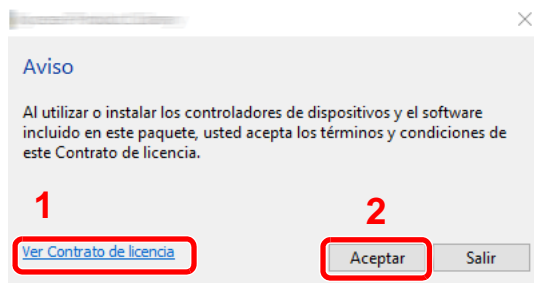 Aviso
Al utilizar o instalar los controladores de dispositivos y el software
incluido en este paquete, usted acepta los términos y condiciones de
este Contrato de licencia.
1
2
Ver Contrato de licencia
Aceptar
Salir